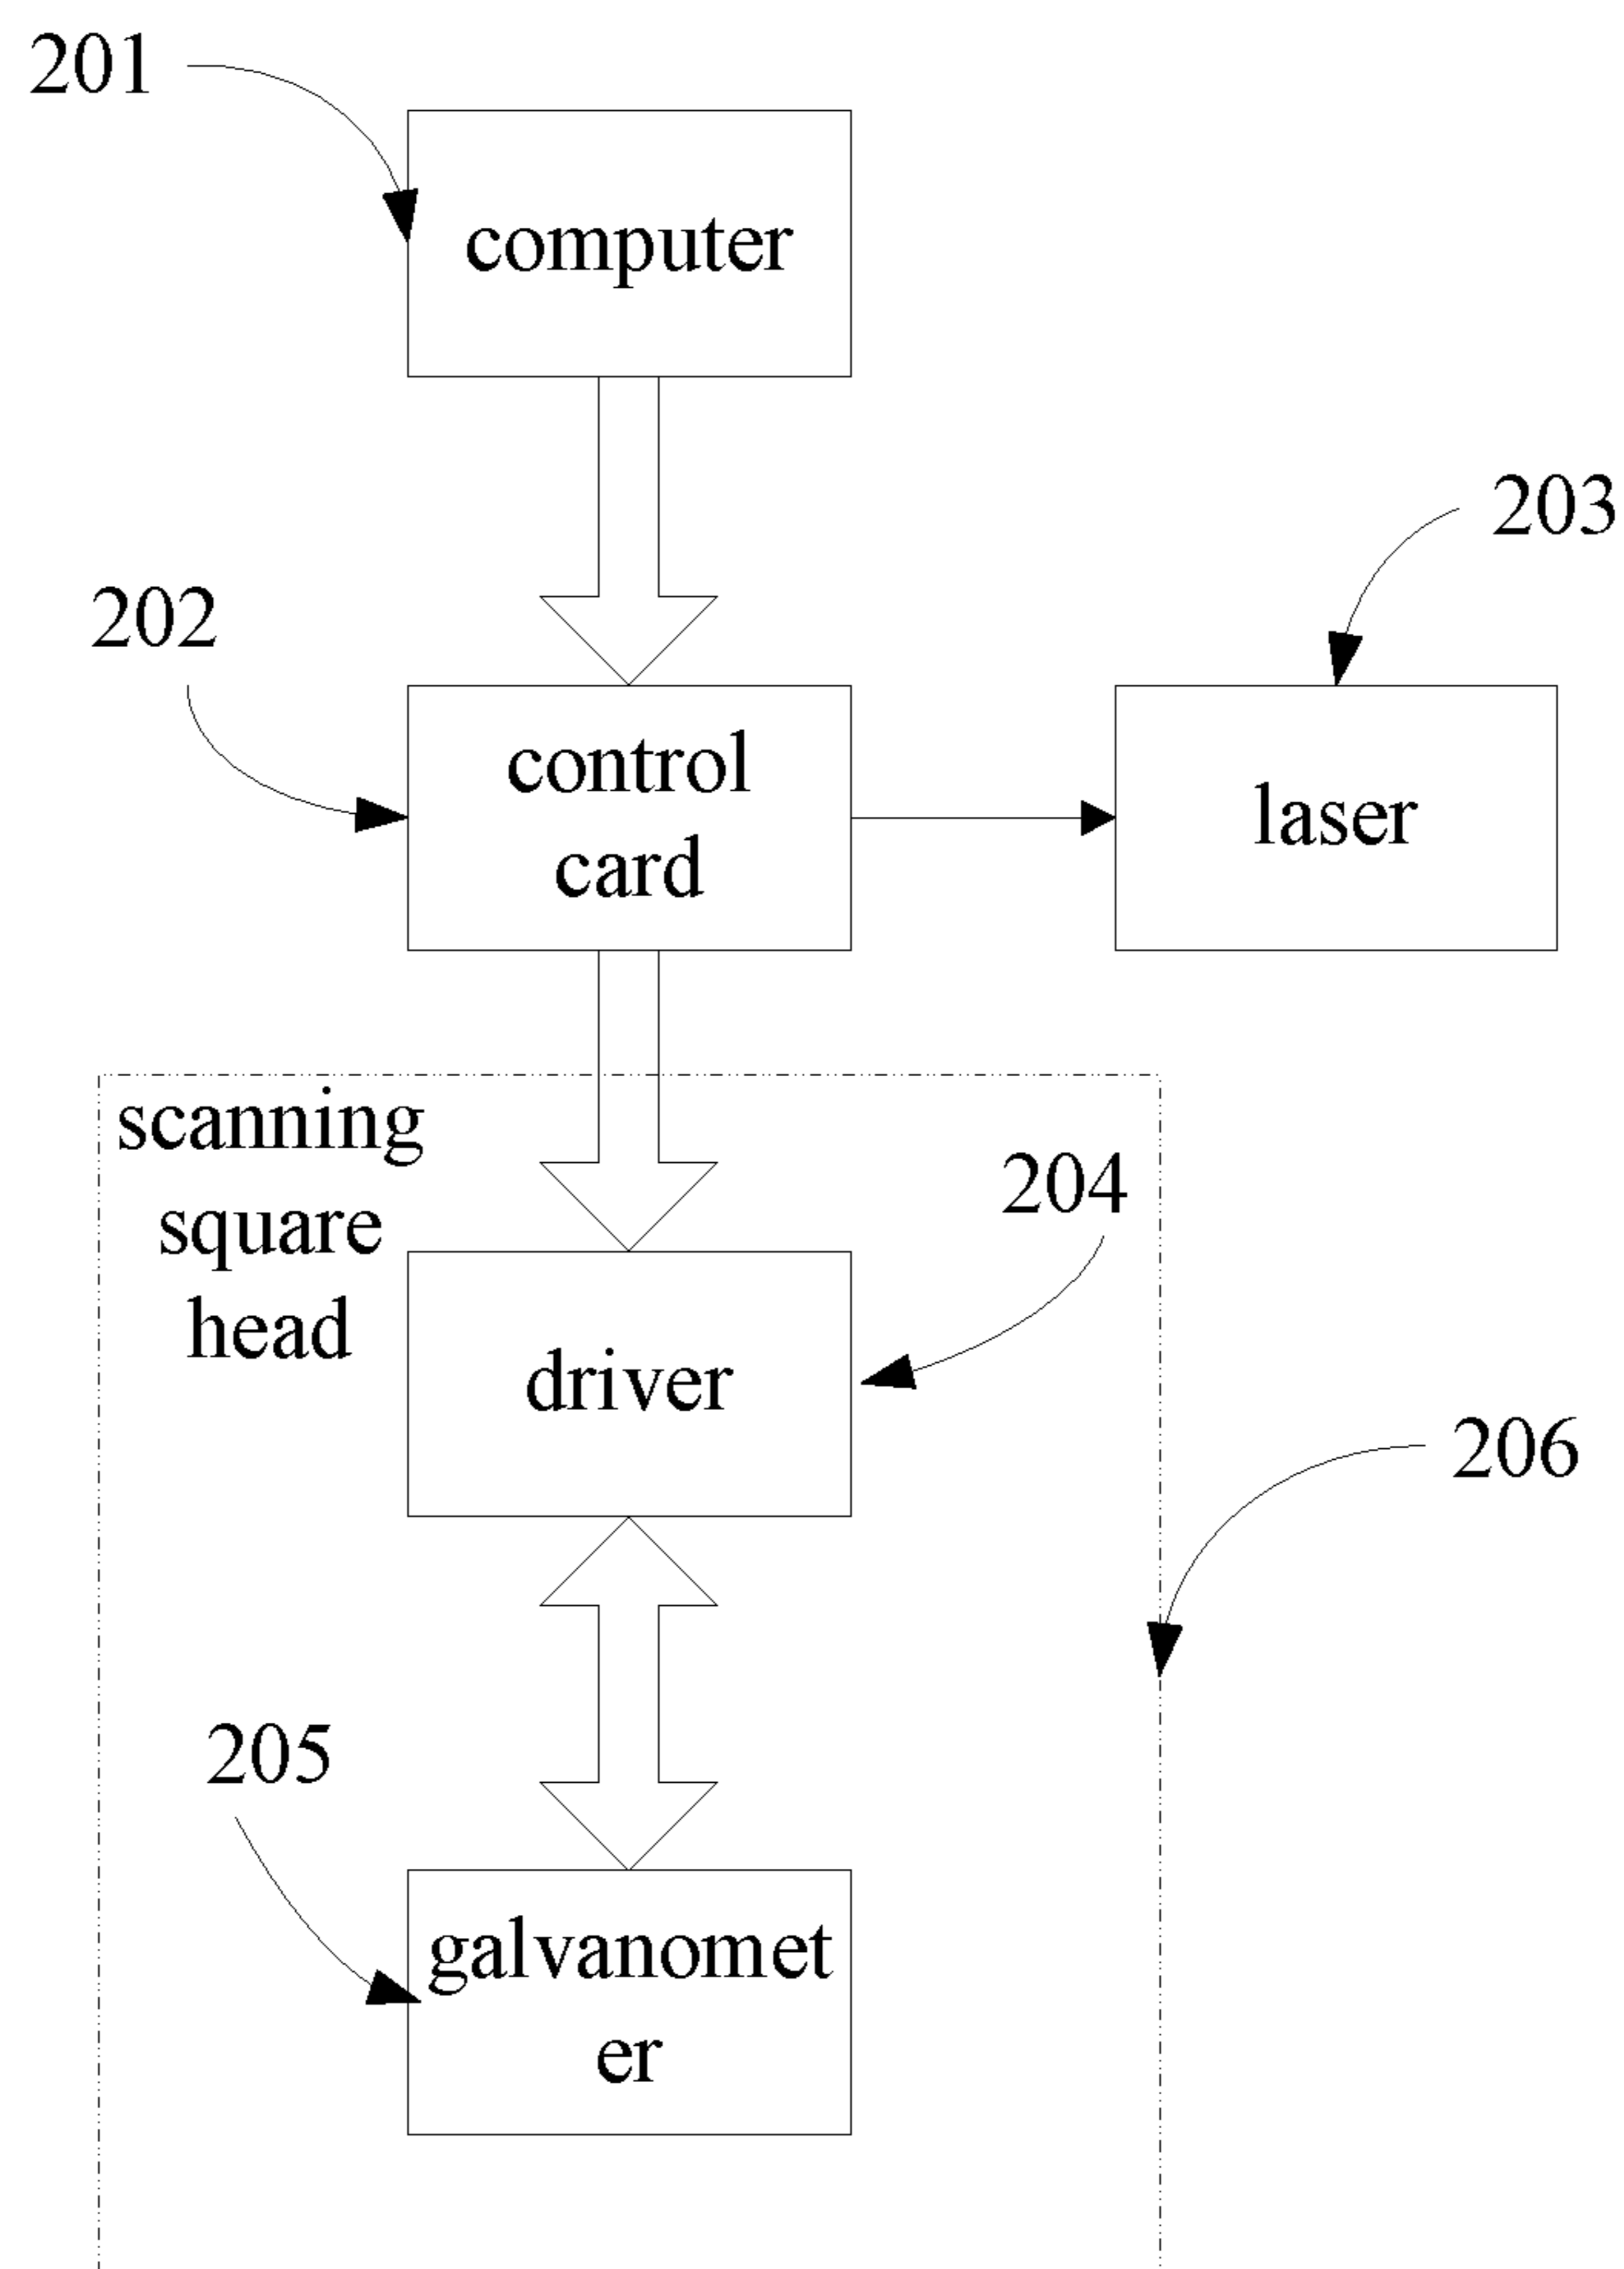 201
computer
203
202
control
card
laser
scanning
square
head
204
driver
206
205
galvanomet
er